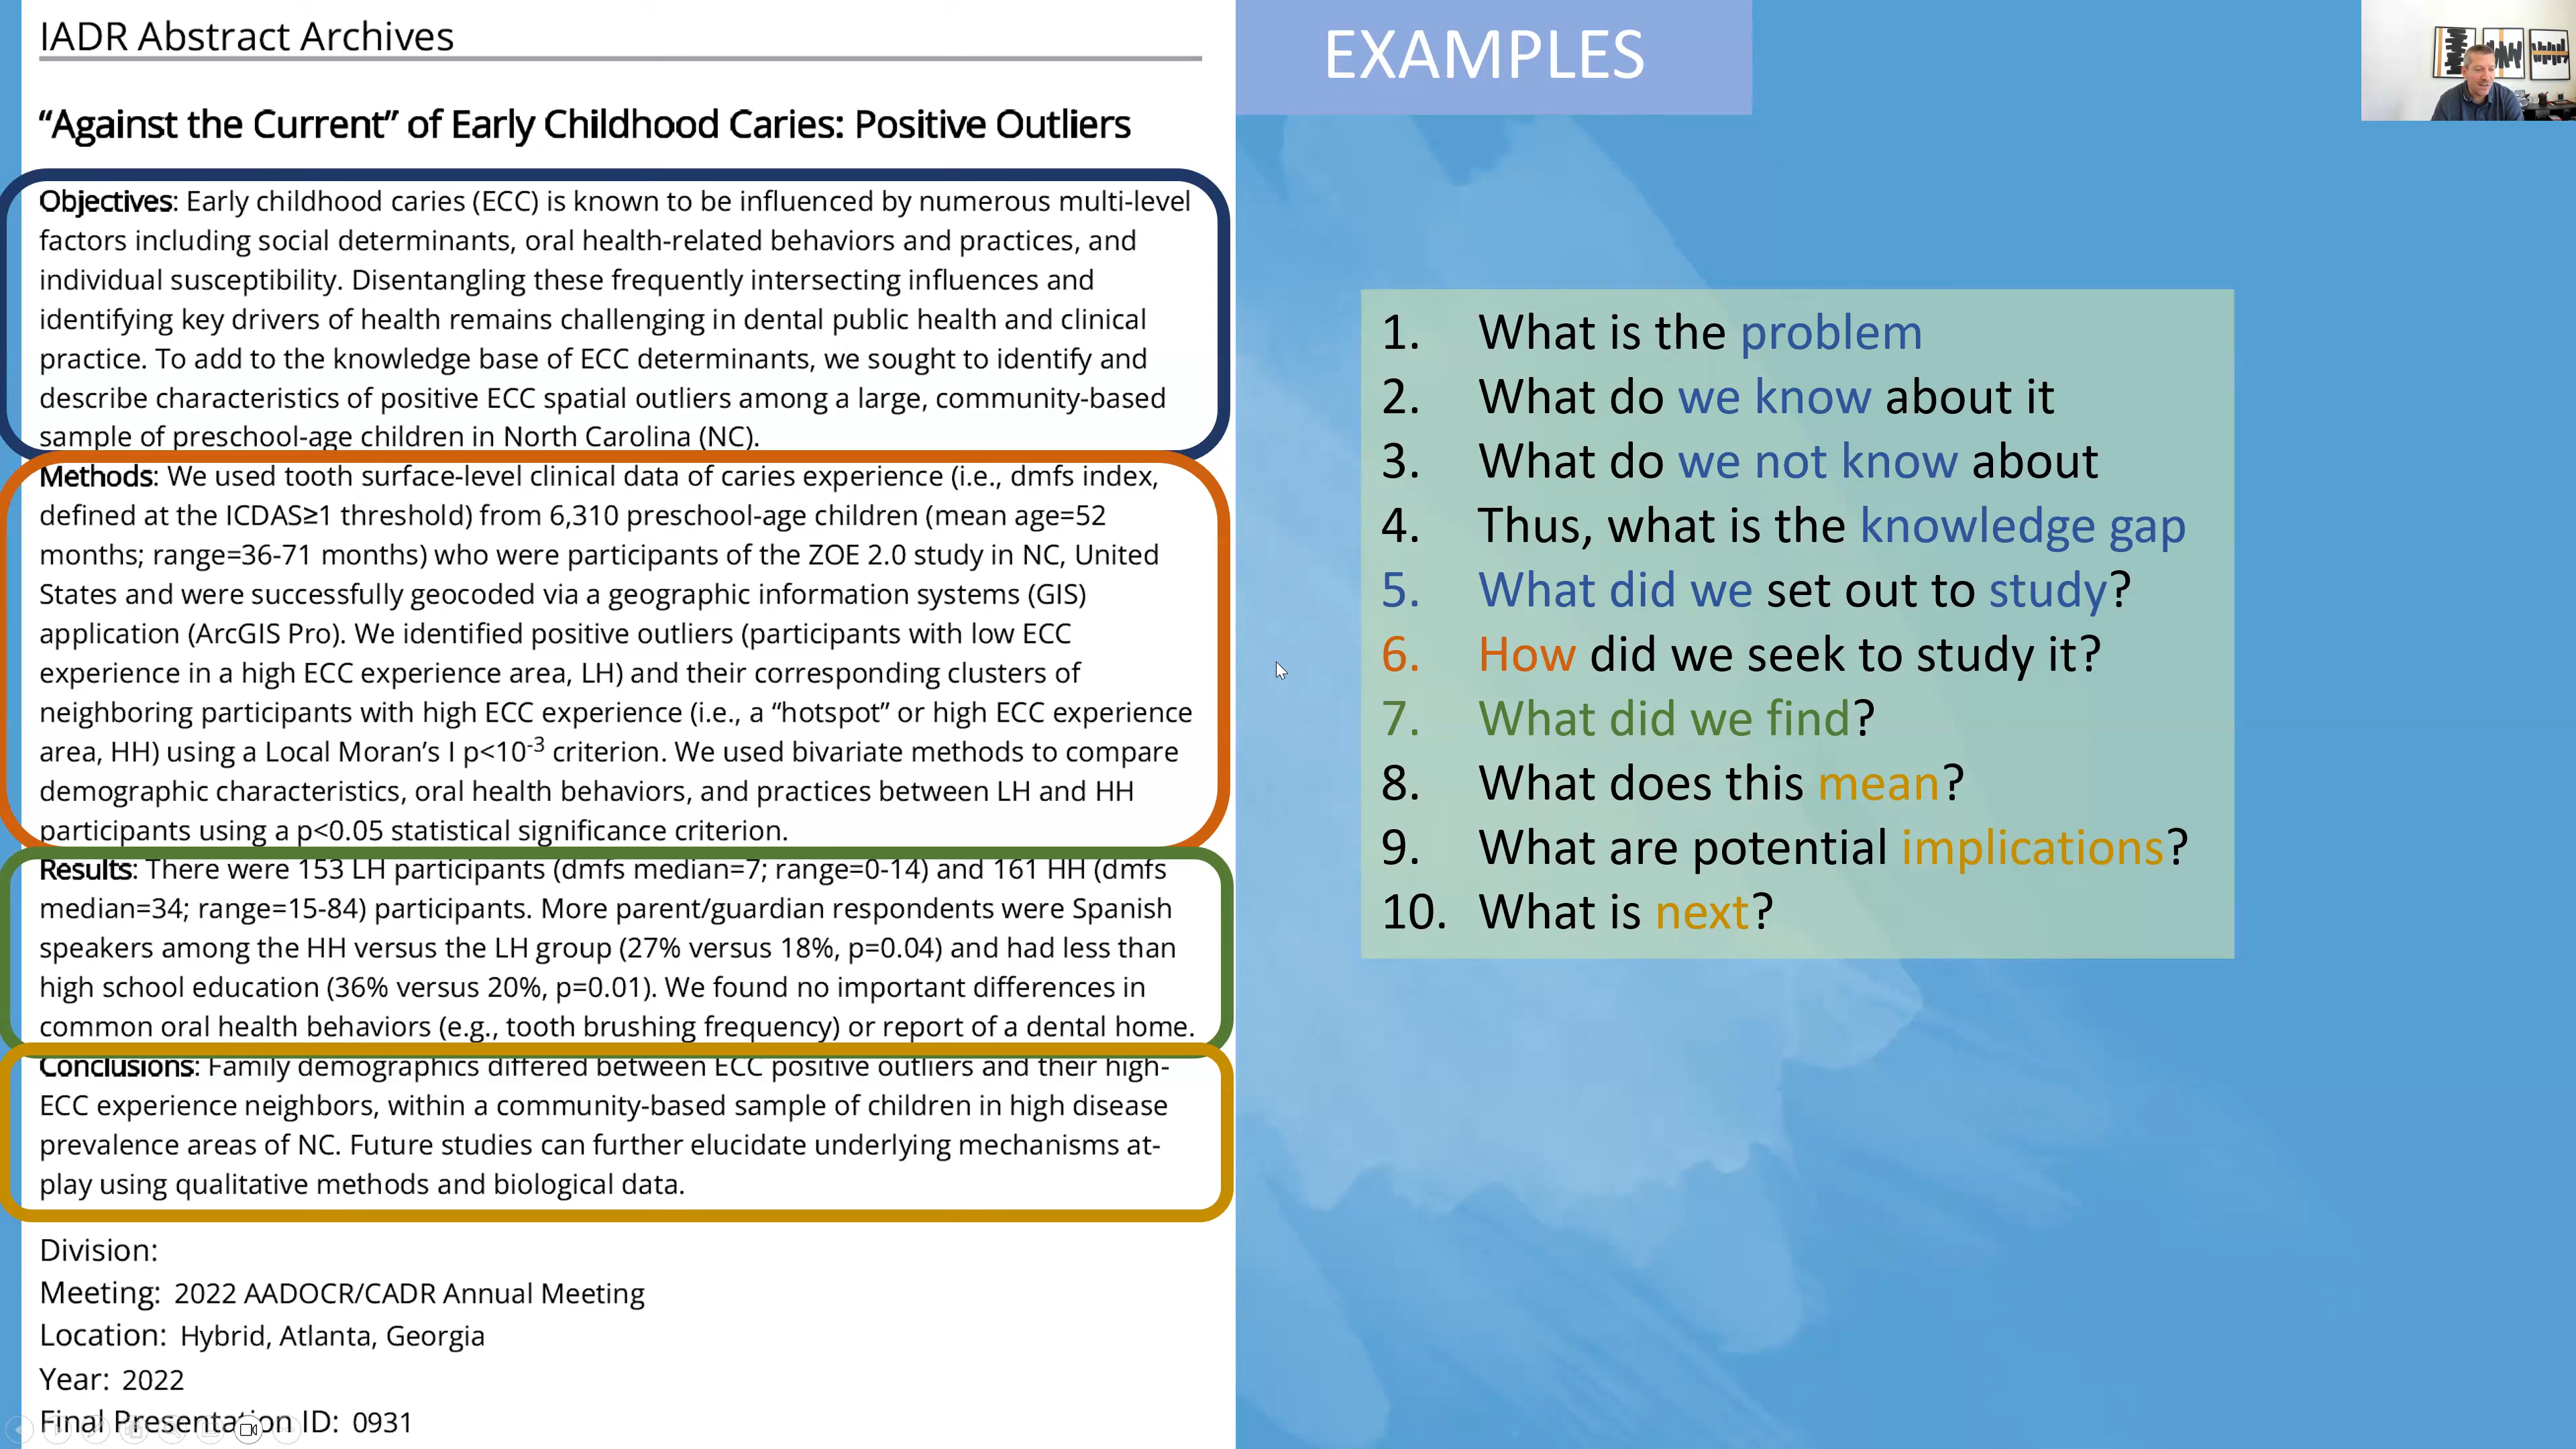 IADR Abstract Archives
“Against the Current” of Early Childhood Caries: Positive Outliers
Objectives: Early childhood caries (ECC) is known to be influenced by numerous multi-level
factors including social determinants, oral health-related behaviors and practices, and
individual susceptibility. Disentangling these frequently intersecting influences and
identifying key drivers of health remains challenging in dental public health and clinical
practice. To add to the knowledge base of ECC determinants, we sought to identify and
describe characteristics of positive ECC spatial outliers among a large, community-based
sample of preschool-age children in North Carolina (NC).
Methods: We used tooth surface-level clinical data of caries experience (i.e., dmfs index,
defined at the ICDAS≥1 threshold) from 6,310 preschool-age children (mean age=52
months; range=36-71 months) who were participants of the ZOE 2.0 study in NC, United
States and were successfully geocoded via a geographic information systems (GIS)
application (ArcGIS Pro). We identified positive outliers (participants with low ECC
experience in a high ECC experience area, LH) and their corresponding clusters of
neighboring participants with high ECC experience (i.e., a “hotspot” or high ECC experience
area, HH) using a Local Moran’s I p<10-3 criterion. We used bivariate methods to compare
demographic characteristics, oral health behaviors, and practices between LH and HH
participants using a p<0.05 statistical significance criterion.
Results: There were 153 LH participants (dmfs median=7; range=0-14) and 161 HH (dmfs
median=34; range=15-84) participants. More parent/guardian respondents were Spanish
speakers among the HH versus the LH group (27% versus 18%, p=0.04) and had less than
high school education (36% versus 20%, p=0.01). We found no important differences in
common oral health behaviors (e.g., tooth brushing frequency) or report of a dental home.
Conclusions: Family demographics differed between ECC positive outliers and their high-
ECC experience neighbors, within a community-based sample of children in high disease
prevalence areas of NC. Future studies can further elucidate underlying mechanisms at-
play using qualitative methods and biological data.
Division:
Meeting: 2022 AADOCR/CADR Annual Meeting
Location: Hybrid, Atlanta, Georgia
Year: 2022
Final Presentation ID: 0931
EXAMPLES
1. What is the problem
2. What do we know about it
3. What do we not know about
4. Thus, what is the knowledge gap
5. What did we set out to study?
6. How did we seek to study it?
7. What did we find?
8. What does this mean?
9. What are potential implications?
10. What is next?